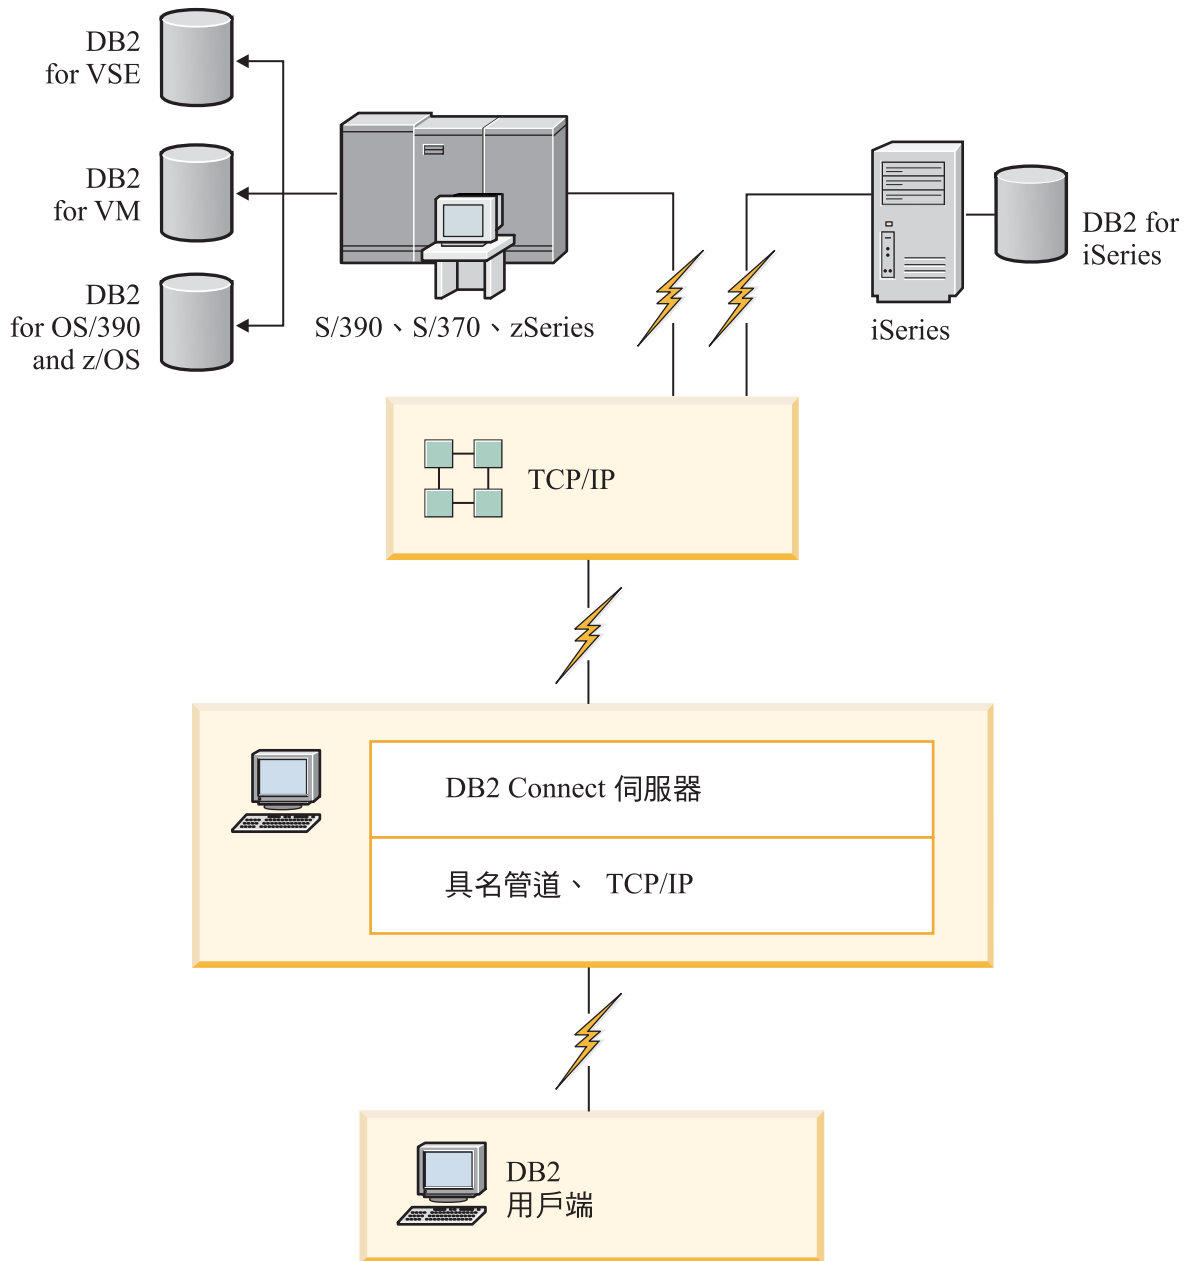 DB2
for VSE
DB2
for VM
DB2
for OS/390
and z/OS
S/390、S/370、zSeries
DB2 for
iSeries
iSeries
TCP/IP
DB2 Connect 伺服器
具名管道、 TCP/IP
DB2
用戶端